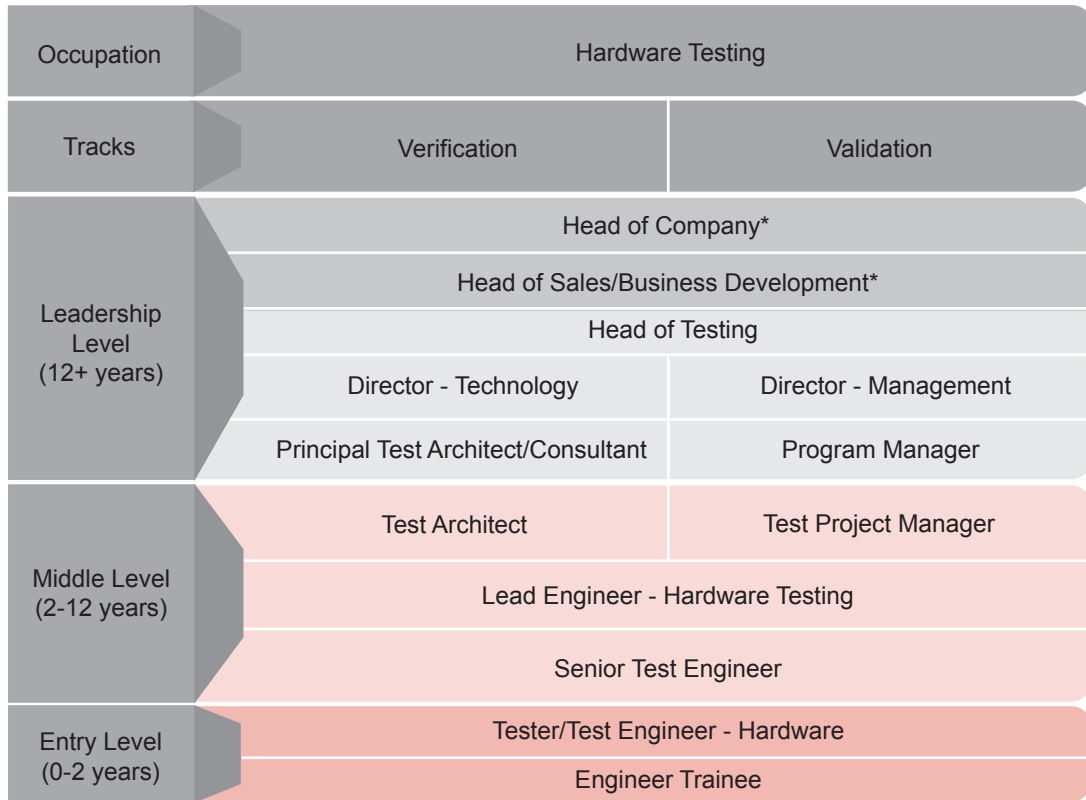 Occupation
Hardware Testing
Tracks
Verification
Validation
Leadership
Level
(12+ years)
Head of Company*
Head of Sales/Business Development*
Head of Testing
Director - Technology
Director - Management
Principal Test Architect/Consultant
Program Manager
Middle Level
(2-12 years)
Test Architect
Test Project Manager
Lead Engineer - Hardware Testing
Senior Test Engineer
Entry Level
(0-2 years)
Tester/Test Engineer - Hardware
Engineer Trainee